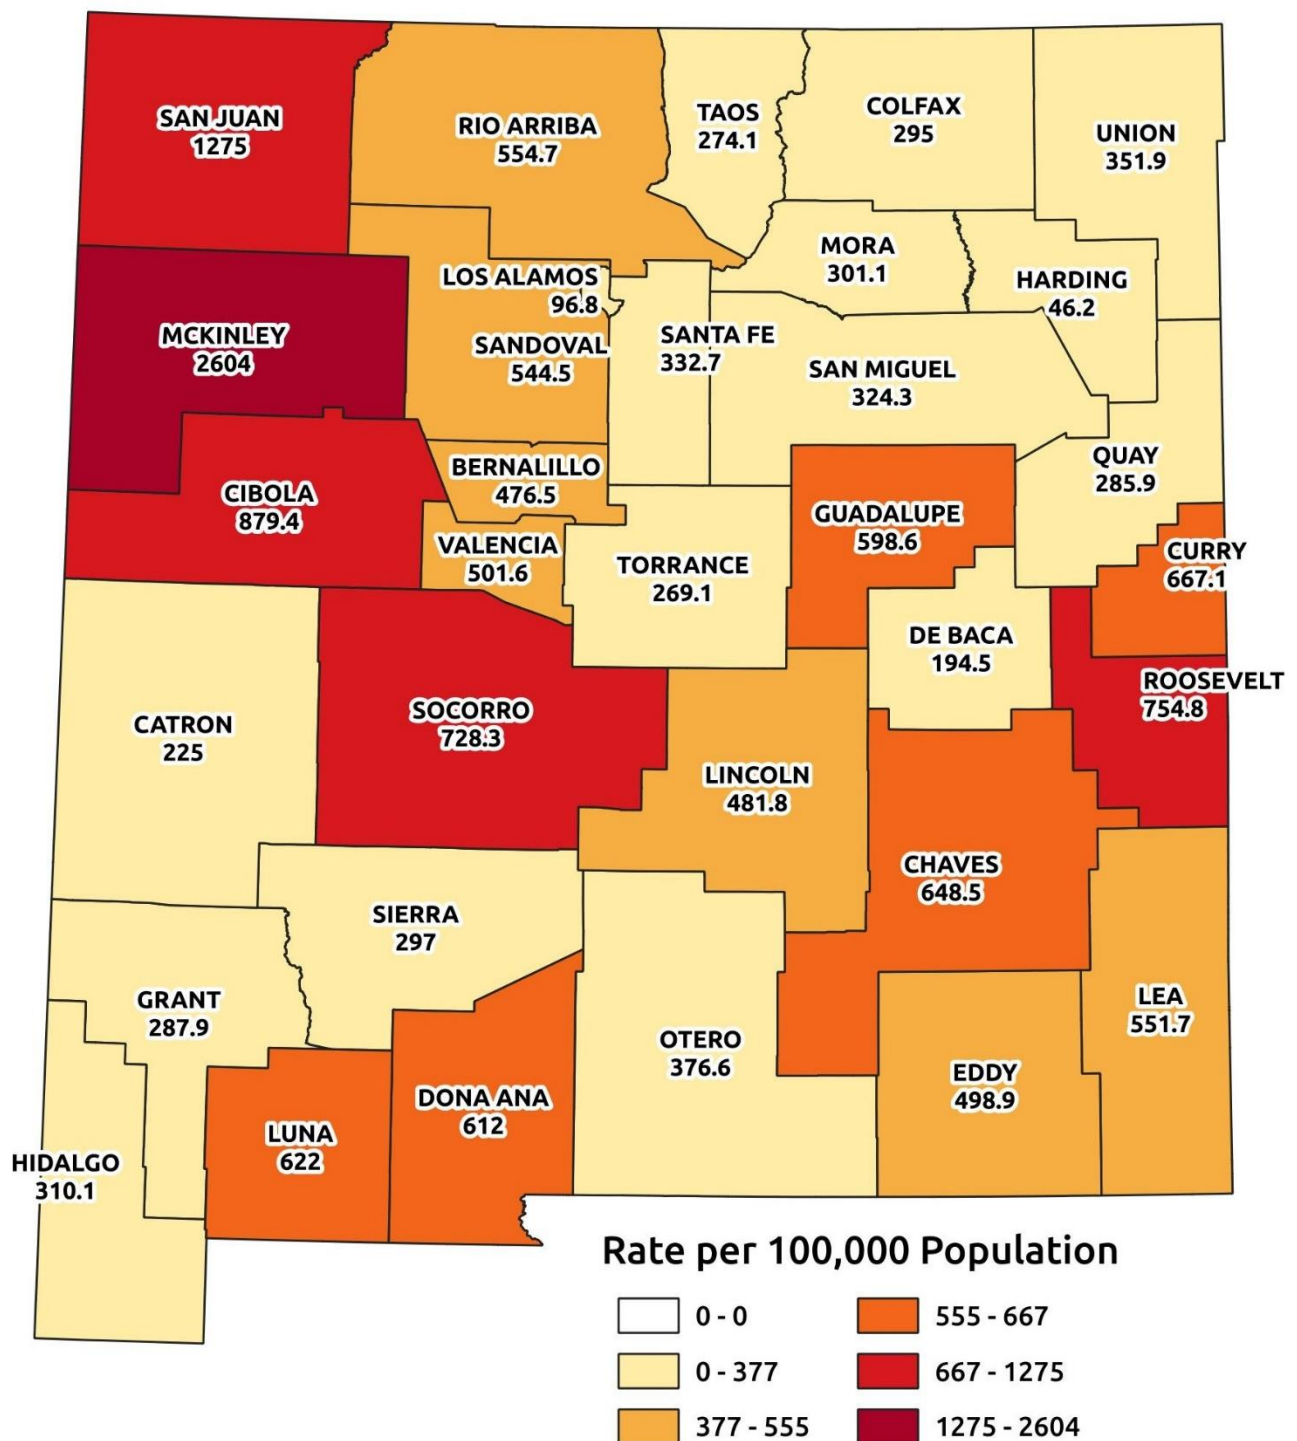 SAN JUAN
1275
RIO ARRIBA
554.7
TAOS
274.1
COLFAX
295
UNION
351.9
MORA
301.1
HARDING
46.2
LOS ALAMOS
96.8
MCKINLEY
2604
SANDOVAL
544.5
SANTA FE
332.7
SAN MIGUEL
324.3
QUAY
285.9
BERNALILLO
476.5
CIBOLA
879.4
GUADALUPE
598.6
VALENCIA
501.6
TORRANCE
269.1
CURRY
667.1
DE BACA
194.5
ROOSEVELT
754.8
CATRON
225
SOCORRO
728.3
LINCOLN
481.8
CHAVES
648.5
SIERRA
297
GRANT
287.9
LEA
551.7
OTERO
376.6
EDDY
498.9
DONA ANA
612
LUNA
622
HIDALGO
310.1
Rate per 100,000 Population
0 - 0
0 - 377
377 - 555
555 - 667
667 - 1275
1275 - 2604